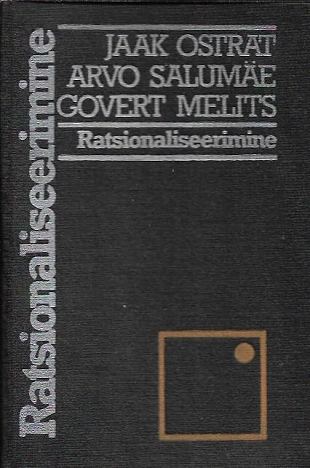 JAAK OSTRAT
ARVO SALUMÄE
GOVERT MELITS
Ratsionaliseerimine
Ratsionaliseerimine